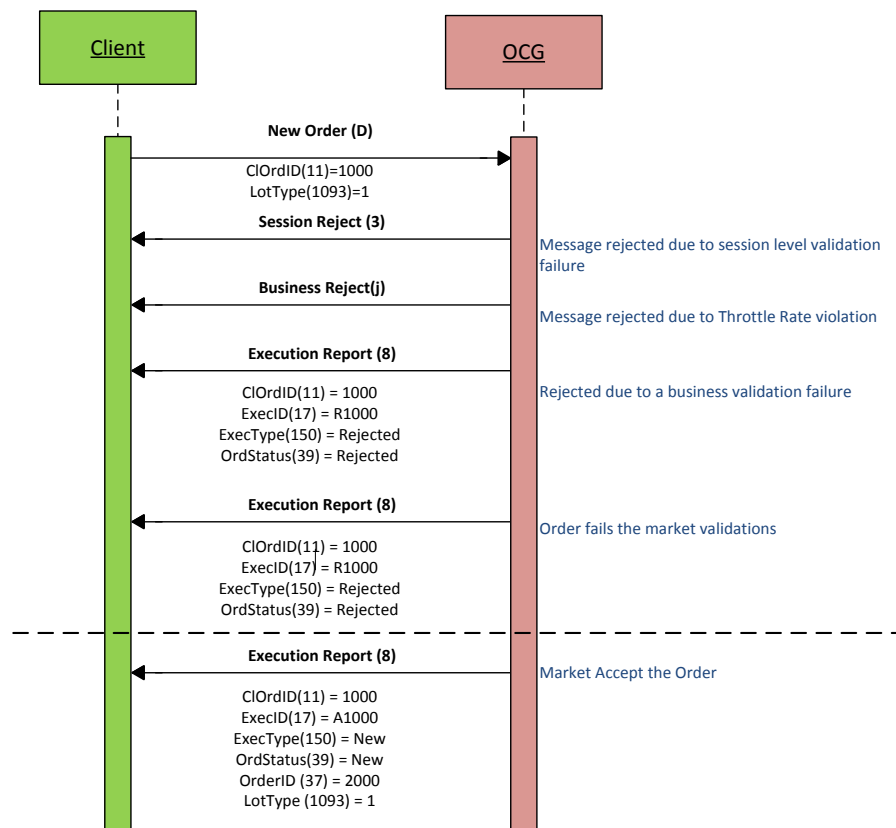 Client
OCG
New Order (D)
ClOrdID(11)=1000
LotType(1093)=1
Session Reject (3)
Message rejected due to session level validation
failure
Business Reject(j)
Message rejected due to Throttle Rate violation
Execution Report (8)
Rejected due to a business validation failure
ClOrdID(11) = 1000
ExecID(17) = R1000
ExecType(150) = Rejected
OrdStatus(39) = Rejected
Execution Report (8)
Order fails the market validations
ClOrdID(11) = 1000
ExecID(17) = R1000
ExecType(150) = Rejected
OrdStatus(39) = Rejected
Execution Report (8)
Market Accept the Order
ClOrdID(11) = 1000
ExecID(17) = A1000
ExecType(150) = New
OrdStatus(39) = New
OrderID (37) = 2000
LotType (1093) = 1